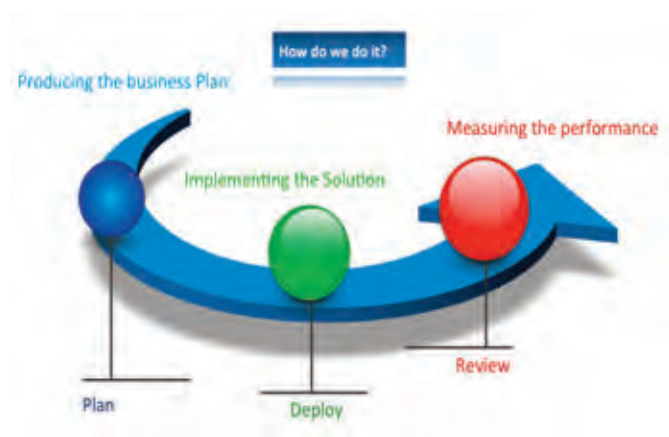 How do we do it?
Producing the business Plan
Measuring the performance
Implementing the Solution
Review
Plan
Deploy